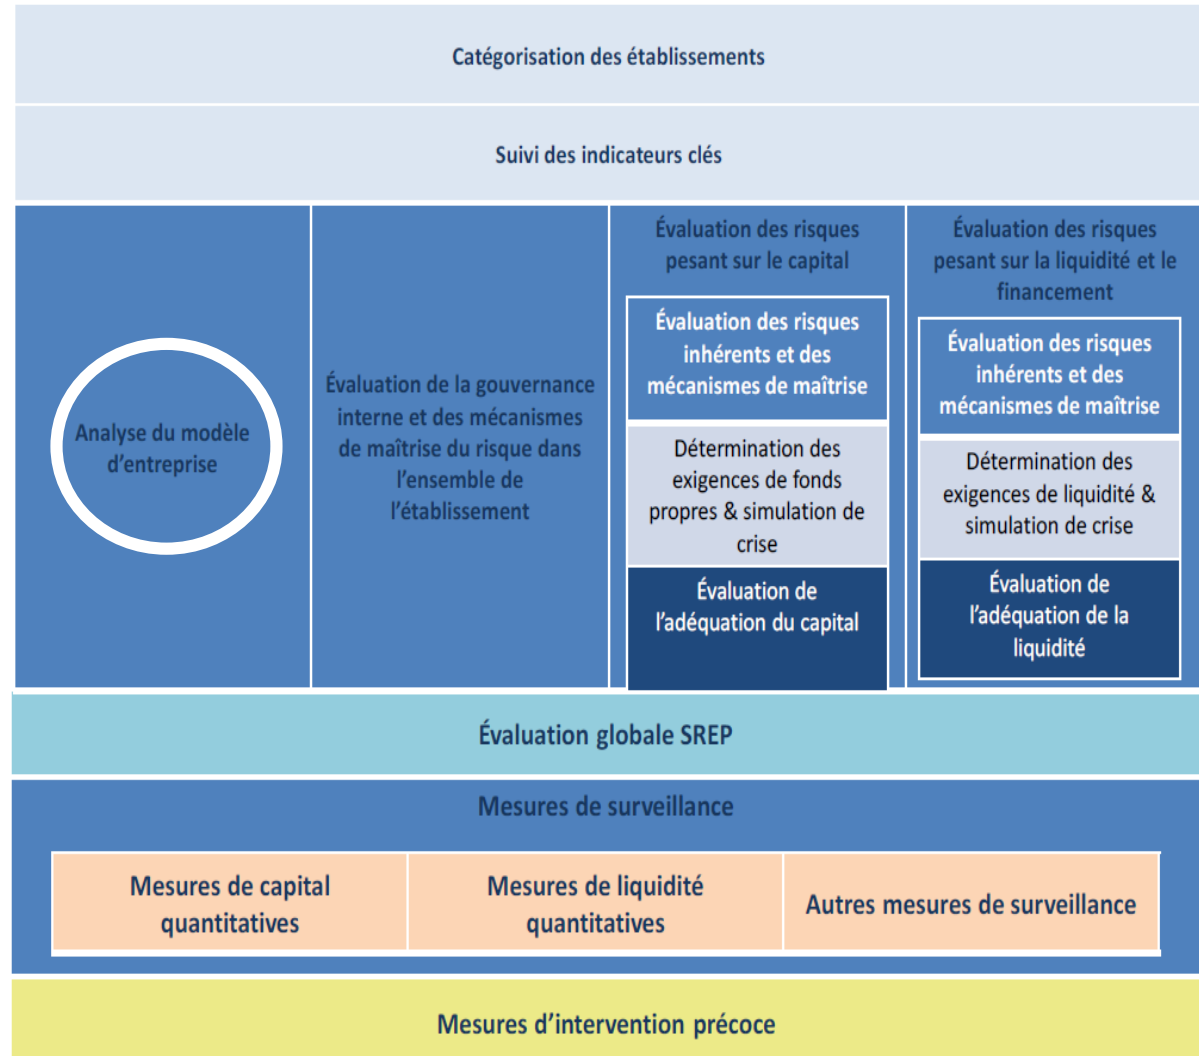 Catégorisation des établissements
Suivi des indicateurs clés
Analyse du modèle
d’entreprise
Évaluation de la gouvernance
interne et des mécanismes
de maîtrise du risque dans
l’ensemble de
l’établissement
Évaluation des risques
pesant sur le capital
Évaluation des risques
inhérents et des
mécanismes de maîtrise
Détermination des
exigences de fonds
propres & simulation de
crise
Évaluation de
l’adéquation du capital
Évaluation des risques
pesant sur la liquidité et le
financement
Évaluation des risques
inhérents et des
mécanismes de maîtrise
Détermination des
exigences de liquidité &
simulation de crise
Évaluation de
l’adéquation de la
liquidité
Évaluation globale SREP
Mesures de surveillance
Mesures de capital
quantitatives
Mesures de liquidité
quantitatives
Autres mesures de surveillance
Mesures d’intervention précoce